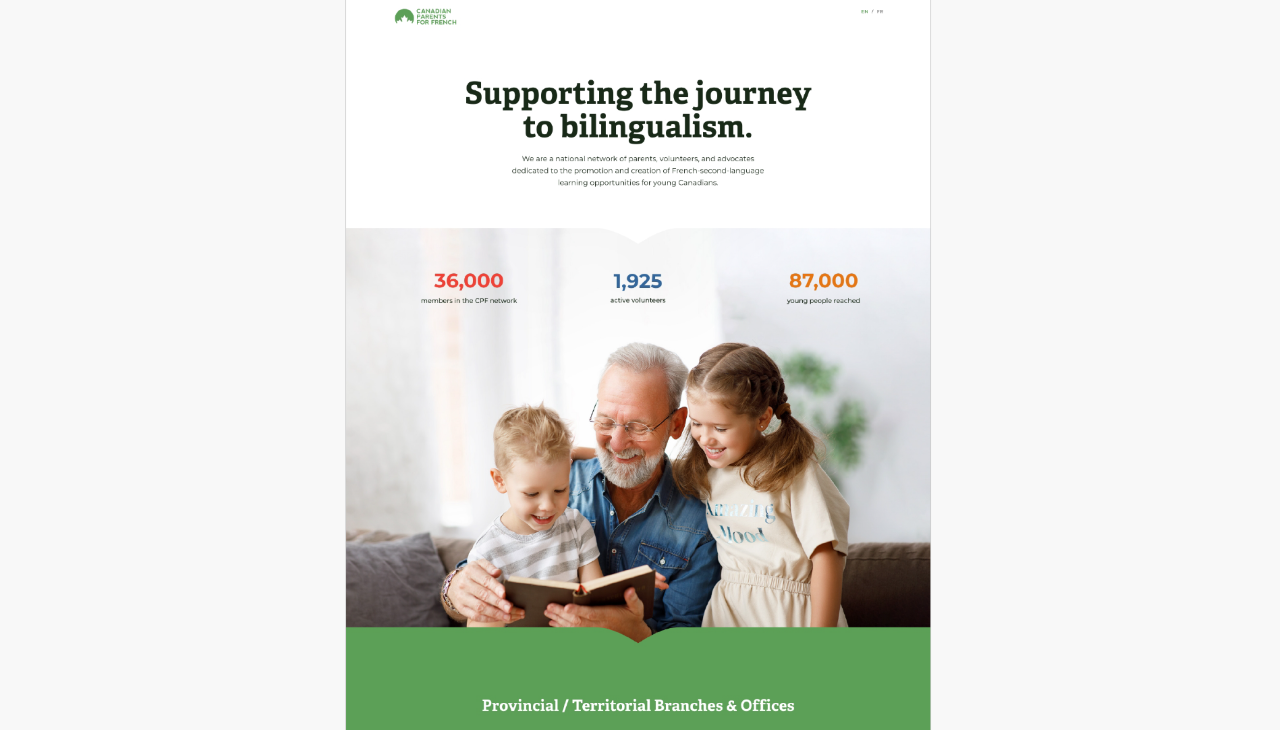 CANADIAN
PARENTS
FOR FRENCH
EN / FR
Supporting the journey
to bilingualism.
We are a national network of parents, volunteers, and advocates
dedicated to the promotion and creation of French-second-language
learning opportunities for young Canadians.
36,000
members in the CPF network
1,925
active volunteers
87,000
young people reached
Amazing
Mood
Provincial / Territorial Branches & Offices